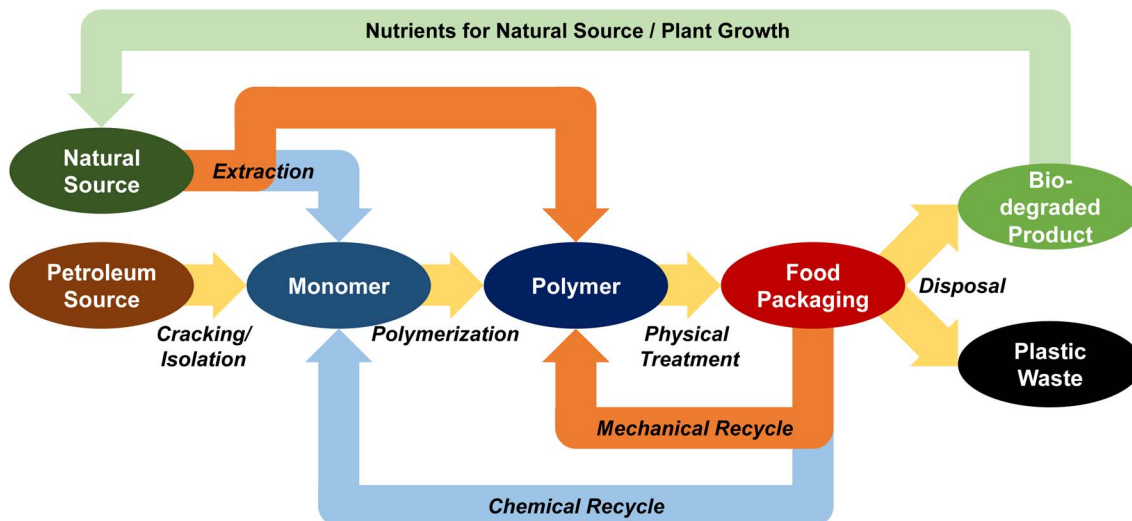 Nutrients for Natural Source / Plant Growth
Natural
Source
Extraction
Bio-
degraded
Product
Petroleum
Source
Monomer
Polymer
Food
Packaging
Disposal
Cracking/
Isolation
Polymerization
Physical
Treatment
Plastic
Waste
Mechanical Recycle
Chemical Recycle